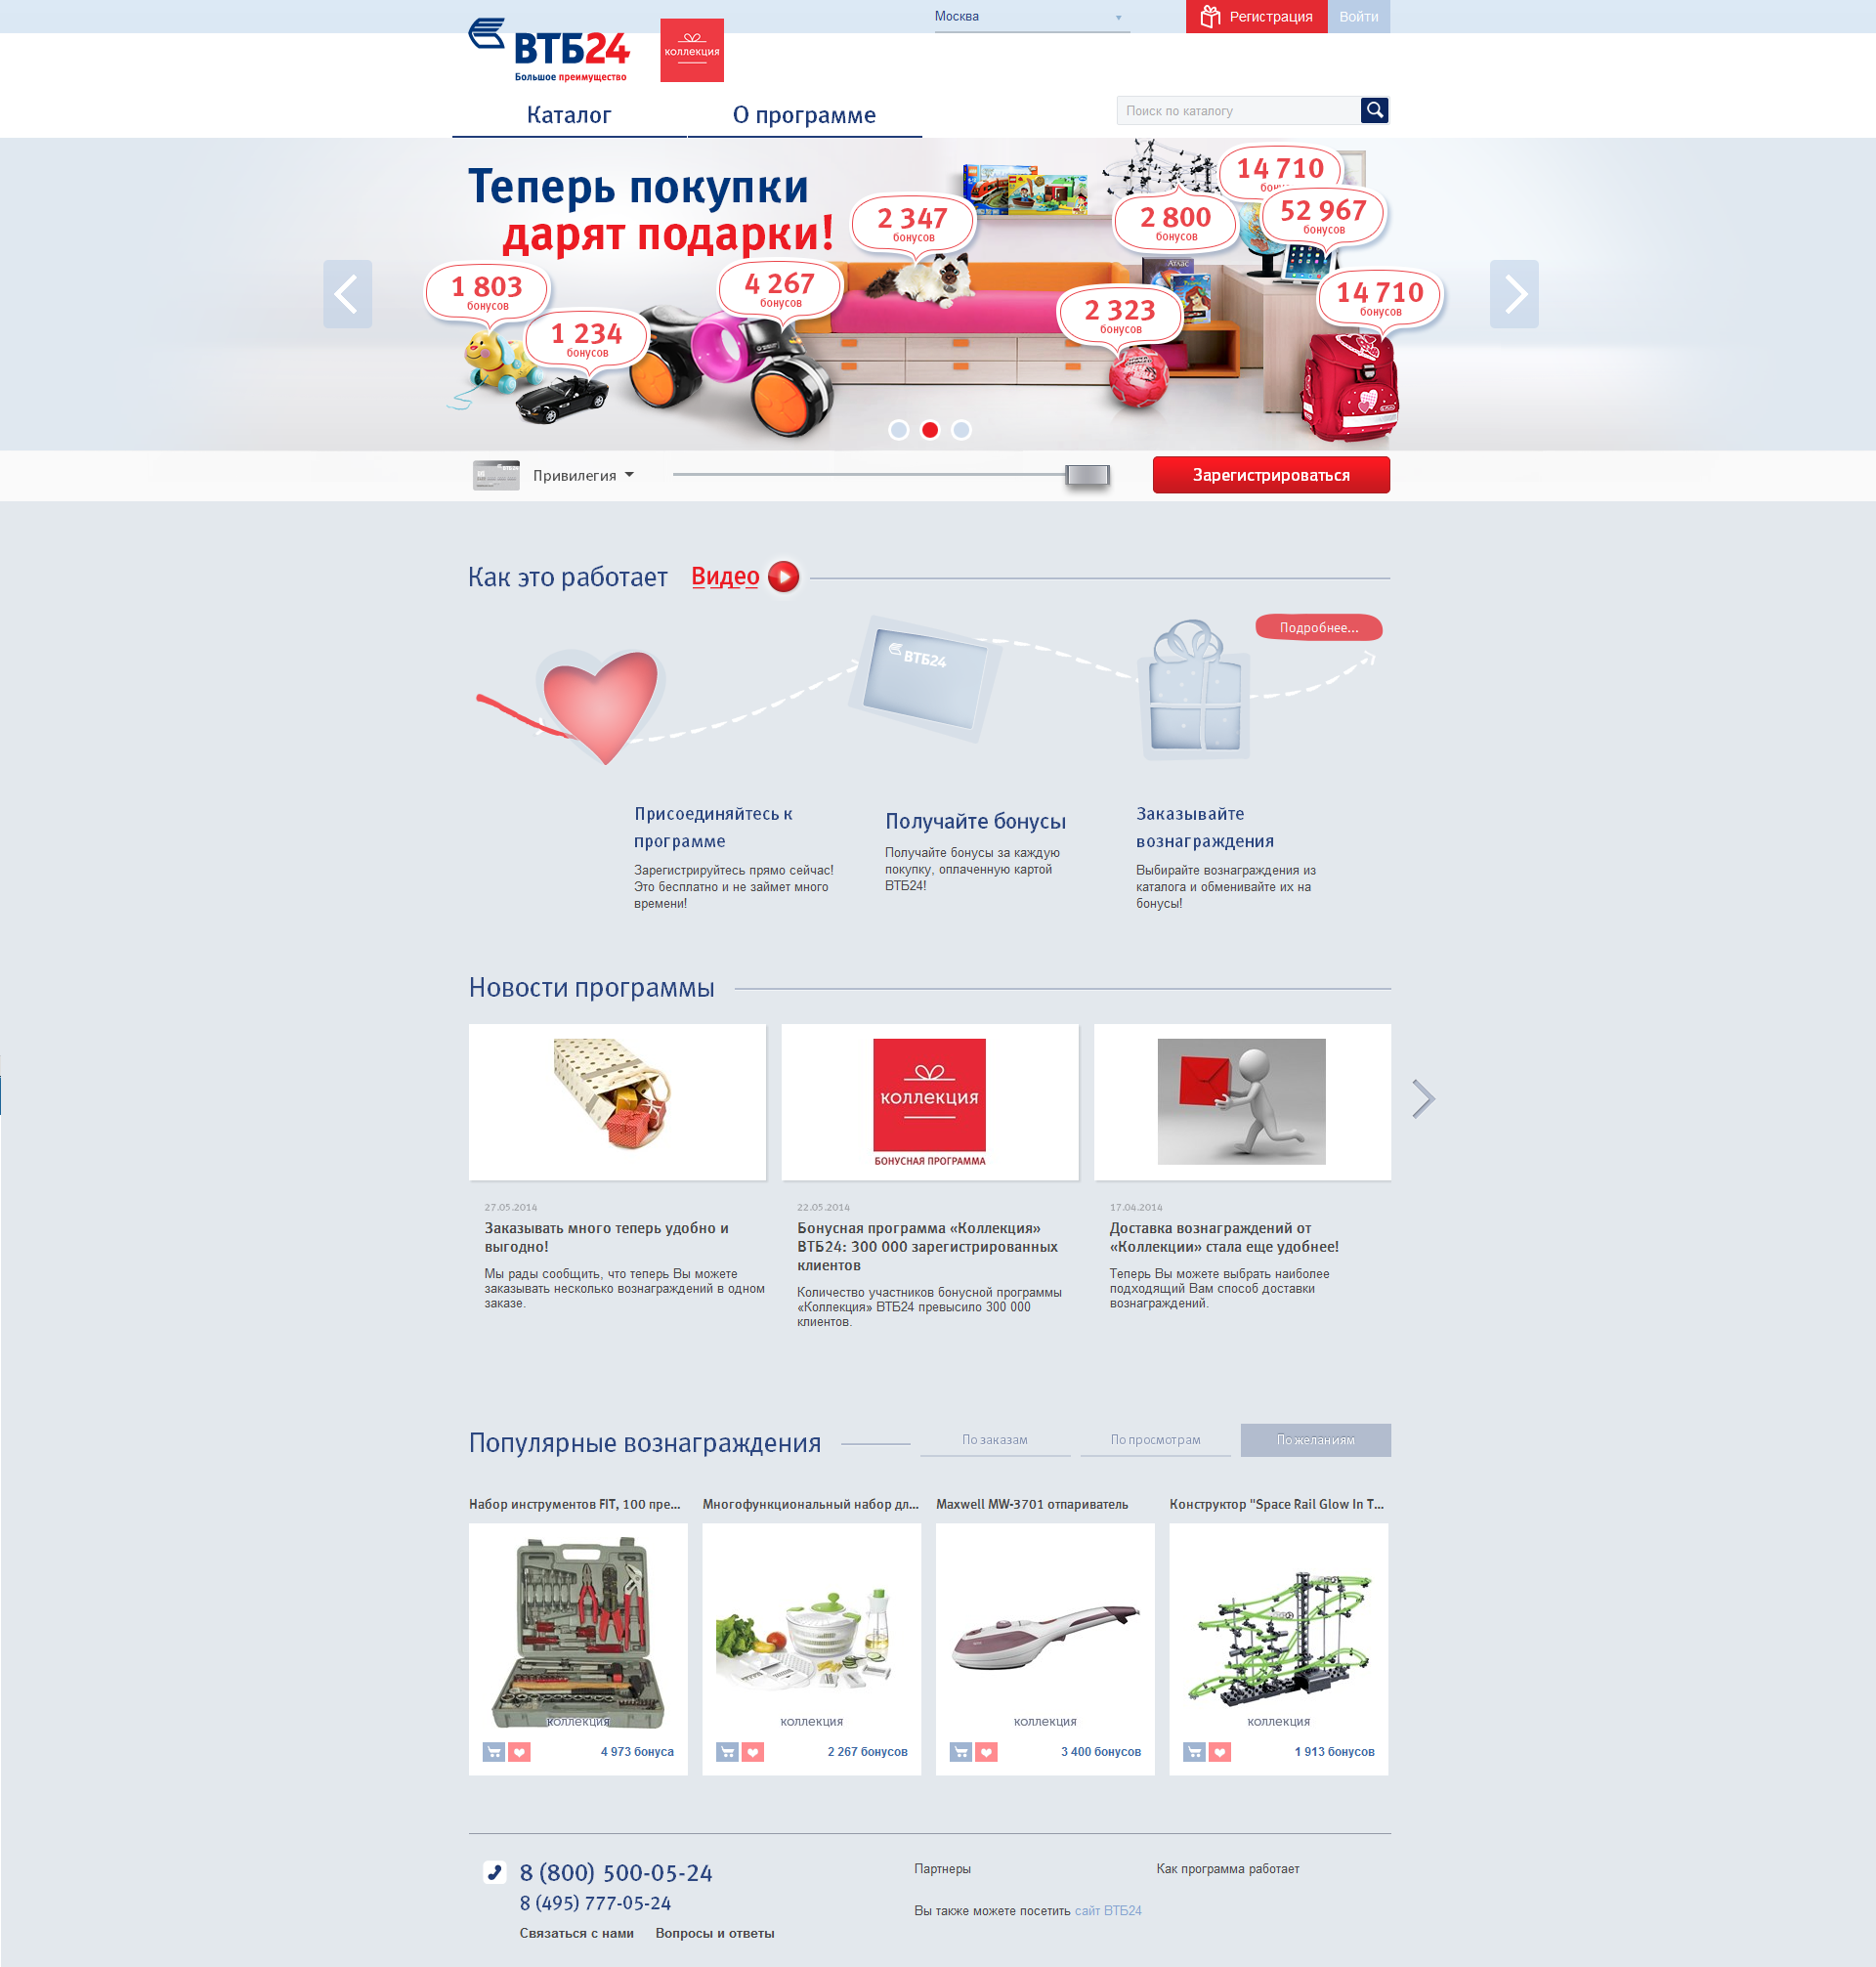 Москва
Регистрация
Войти
ВТБ24
Большое преимущество
коллекция
Каталог
О программе
Поиск по каталогу
Теперь покупки
дарят подарки!
14 710
52 967
бонусов
2 347
бонусов
2 800
бонусов
1 803
бонусов
4 267
бонусов
14 710
бонусов
2 323
бонусов
1 234
бонусов
Привилегия
Зарегистрироваться
Как это работает
Видео
Подробнее...
ВТБ24
Присоединяйтесь к
программе
Зарегистрируйтесь прямо сейчас!
Это бесплатно и не займет много
времени!
Получайте бонусы
Получайте бонусы за каждую
покупку, оплаченную картой
ВТБ24!
Заказывайте
вознаграждения
Выбирайте вознаграждения из
каталога и обменивайте их на
бонусы!
Новости программы
коллекция
БОНУСНАЯ ПРОГРАММА
27.05.2014
Заказывать много теперь удобно и
выгодно!
Мы рады сообщить, что теперь Вы можете
заказывать несколько вознаграждений в одном
заказе.
22.05.2014
Бонусная программа «Коллекция»
ВТБ24: 300 000 зарегистрированных
клиентов
Количество участников бонусной программы
«Коллекция» ВТБ24 превысило 300 000
клиентов.
17.04.2014
Доставка вознаграждений от
«Коллекции» стала еще удобнее!
Теперь Вы можете выбрать наиболее
подходящий Вам способ доставки
вознаграждений.
Популярные вознаграждения
По заказам
По просмотрам
По желаниям
Набор инструментов FIT, 100 пре...
Многофункциональный набор дл...
Maxwell MW-3701 отпариватель
Конструктор "Space Rail Glow In T...
коллекция
коллекция
коллекция
коллекция
4 973 бонуса
2 267 бонусов
3 400 бонусов
1 913 бонусов
8 (800) 500-05-24
8 (495) 777-05-24
Связаться с нами
Вопросы и ответы
Партнеры
Как программа работает
Вы также можете посетить сайт ВТБ24